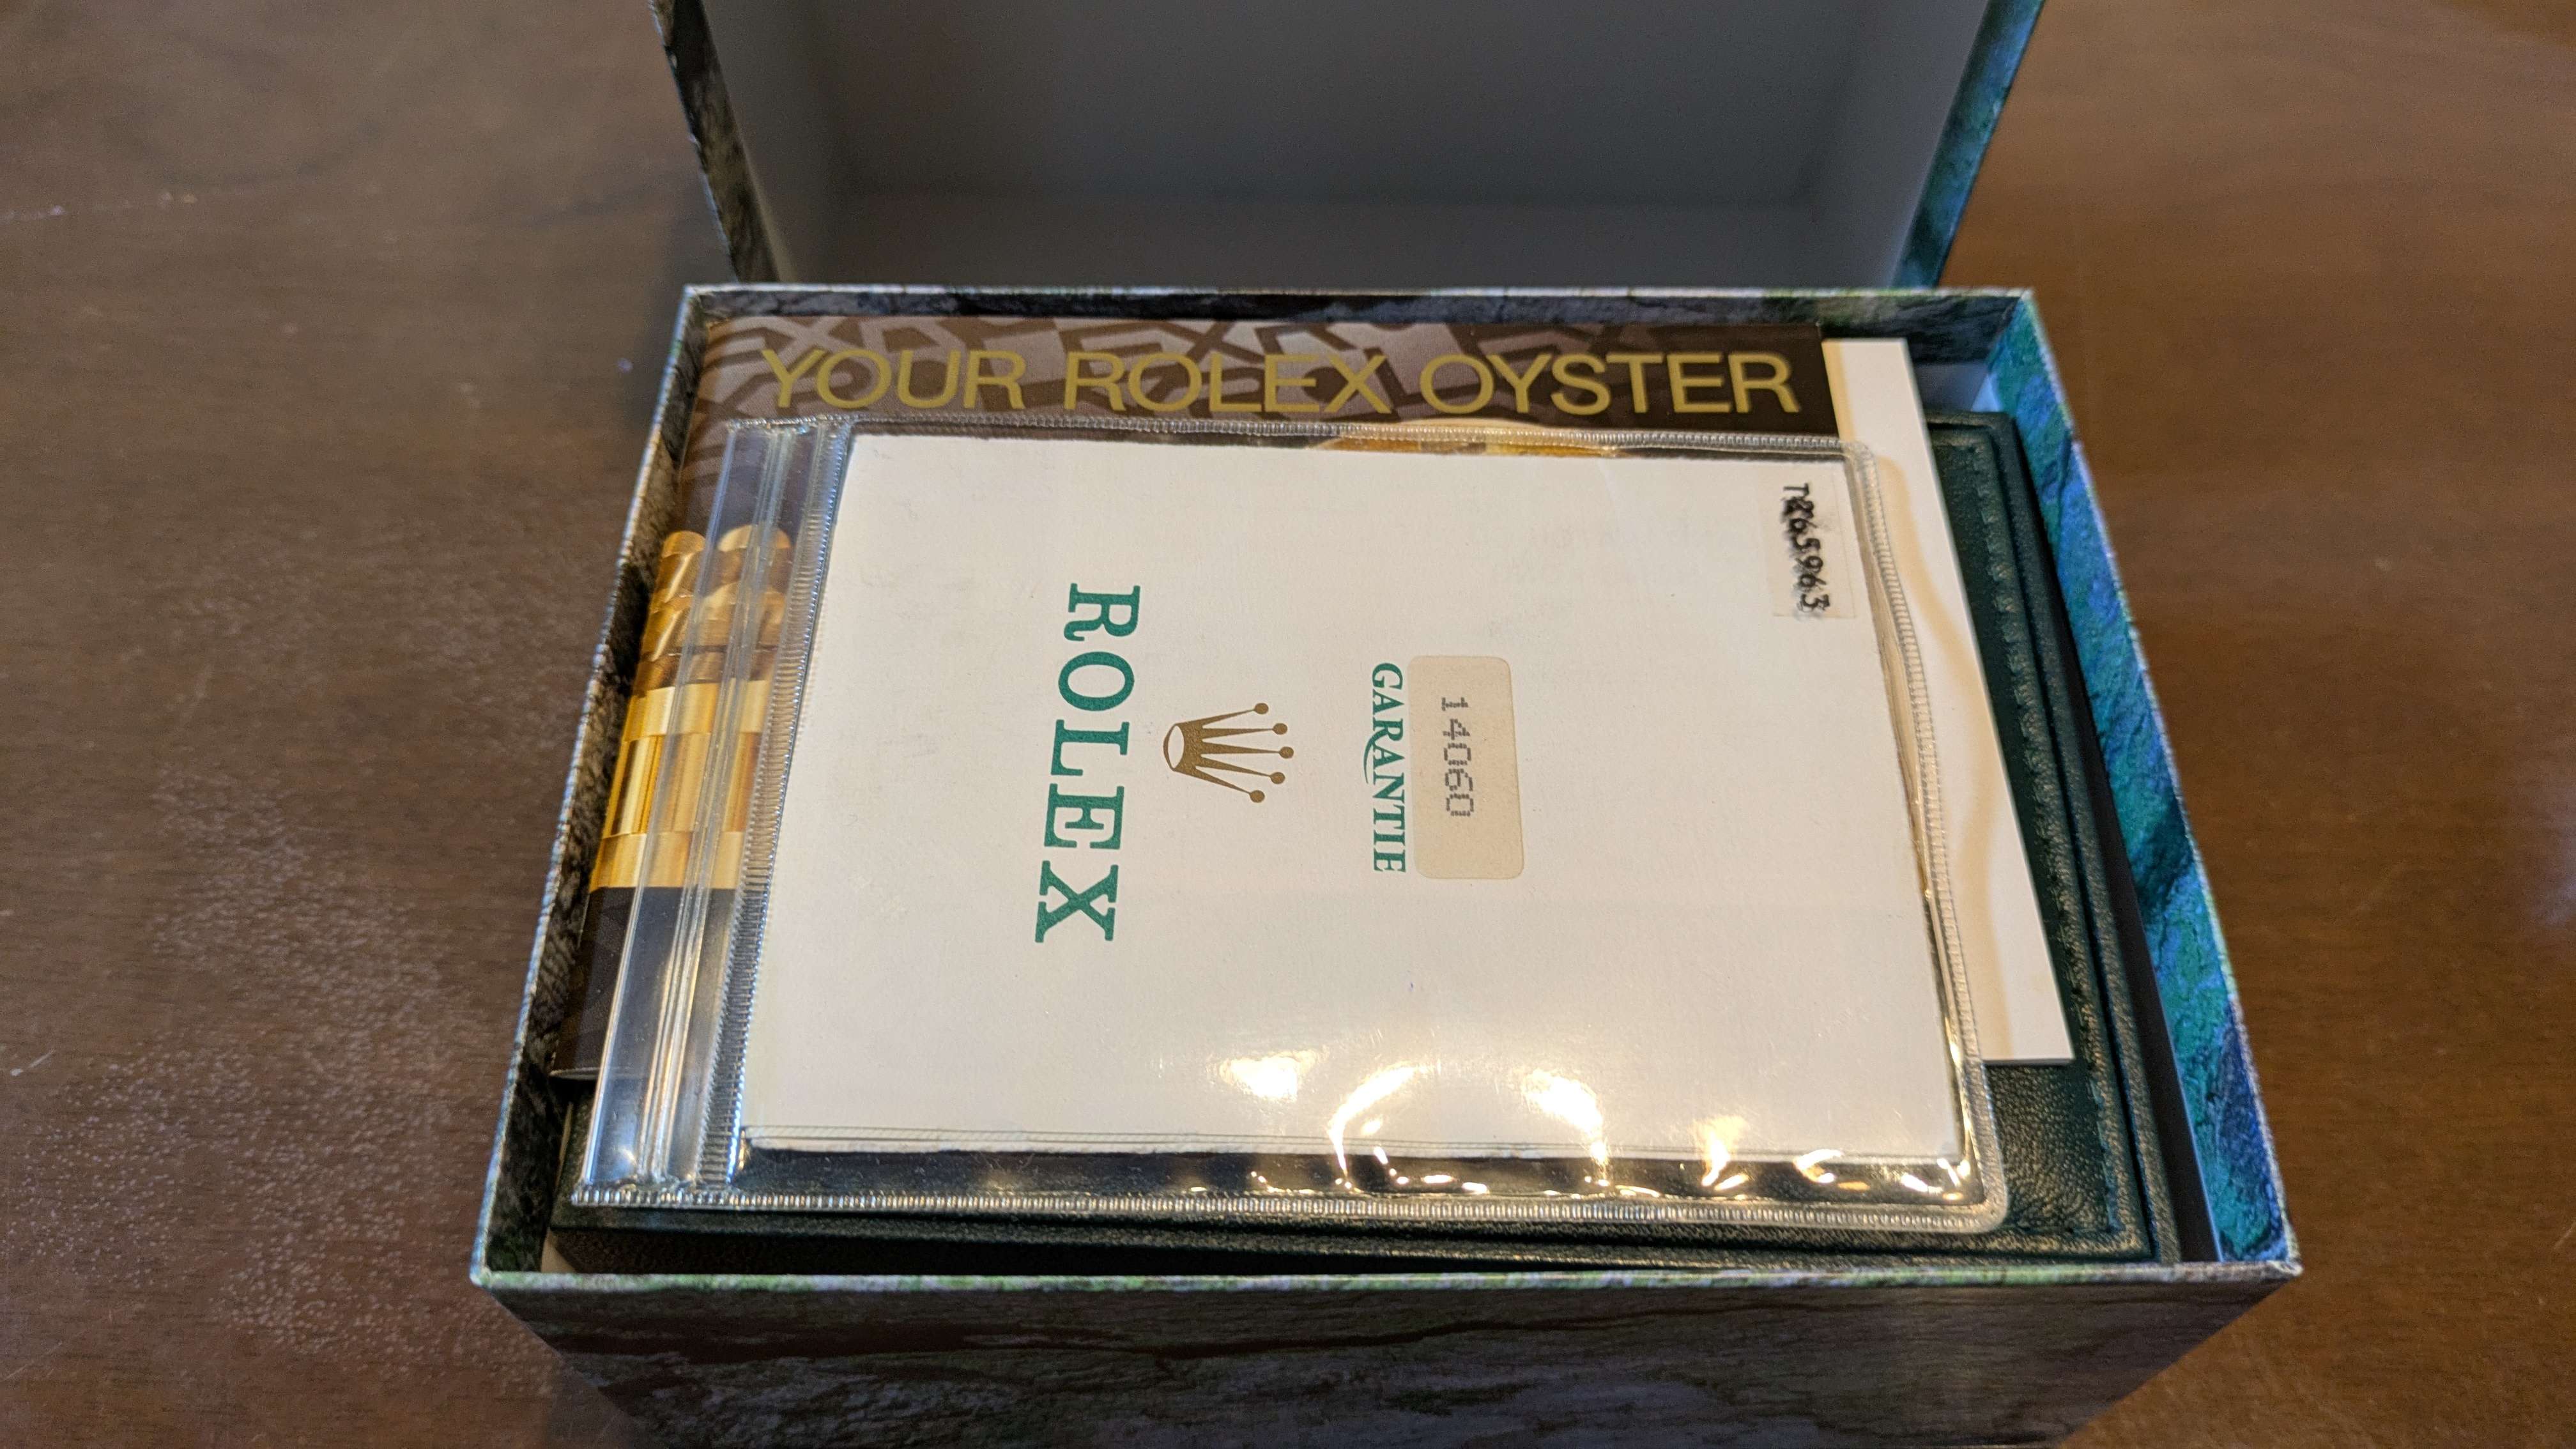 YOUR ROLEX OYSTER
ROLEX
GARANTIE
14060